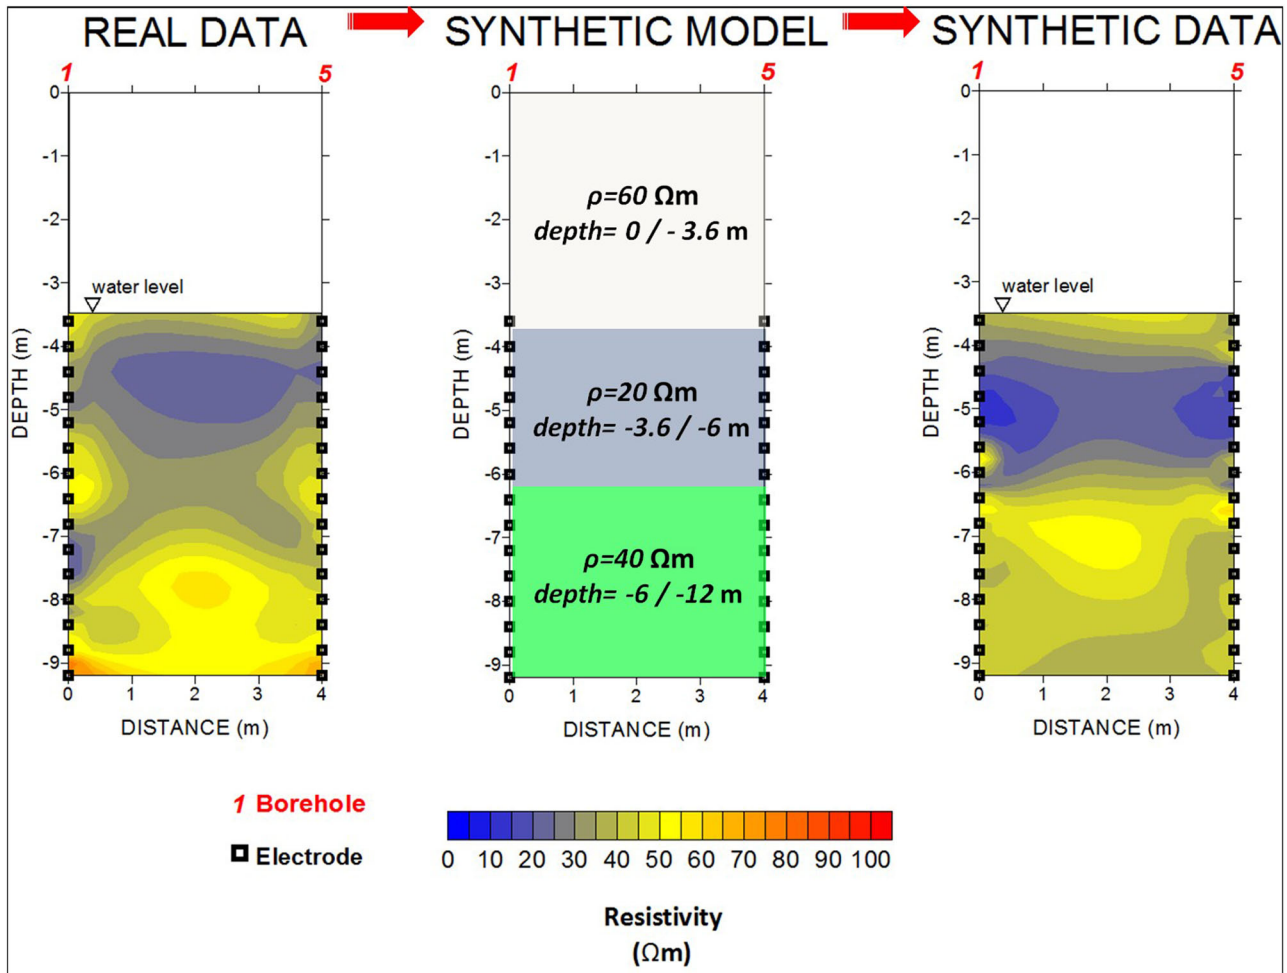 REAL DATA
SYNTHETIC MODEL
SYNTHETIC DATA
1 5
1 5
1 5
0
-1
-2
-3
-4
-5
-6
-7
-8
-9
DEPTH (m)
water level
0 1 2 3 4
DISTANCE (m)
0
-1
-2
-3
-4
-5
-6
-7
-8
-9
DEPTH (m)
ρ=60 Ωm
depth= 0 / - 3.6 m
ρ=20 Ωm
depth= -3.6 / -6 m
ρ=40 Ωm
depth= -6 / -12 m
0 1 2 3 4
DISTANCE (m)
0
-1
-2
-3
-4
-5
-6
-7
-8
-9
DEPTH (m)
water level
0 1 2 3 4
DISTANCE (m)
1 Borehole
Electrode
0 10 20 30 40 50 60 70 80 90 100
Resistivity
(Ωm)